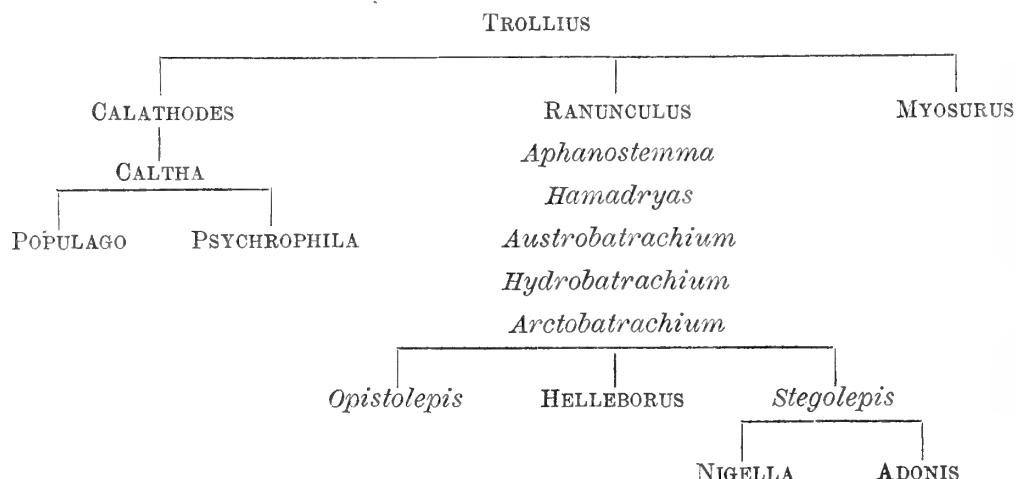 TROLLIUS
CALATHODES RANUNCULUS MYOSURUS
Aphanostemma
CALTHA
Hamadryas
POPULAGO PSYCHROPHILA Austrobatrachium
Hydrobatrachium
Arctobatrachium
Opistolepis HELLEBORUS Stegolepis
NIGELLA ADONIS